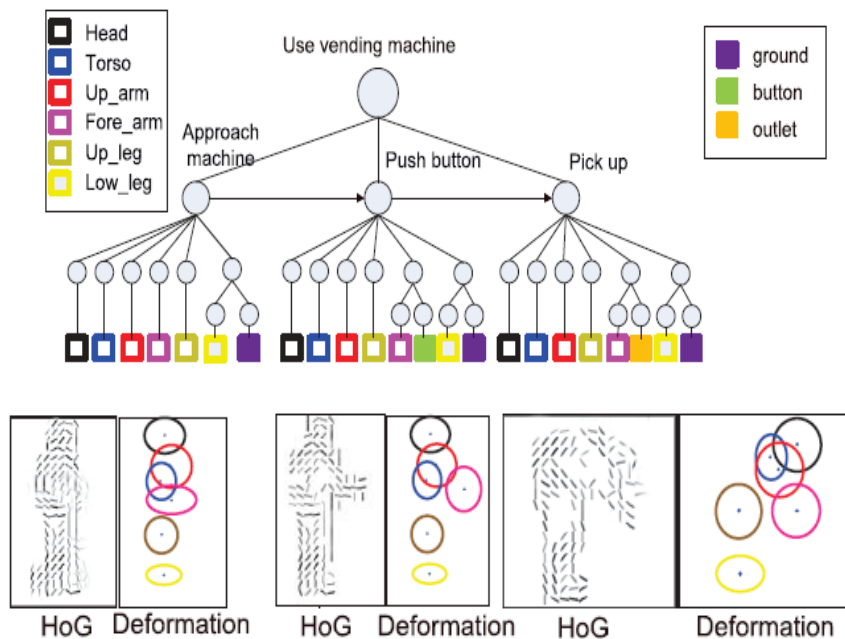 Head
Torso
Up_arm
Fore_arm
Up_leg
Low_leg
Use vending machine
ground
button
outlet
Approach
machine
Push button
Pick up
HoG Deformation
HoG Deformation
HoG Deformation